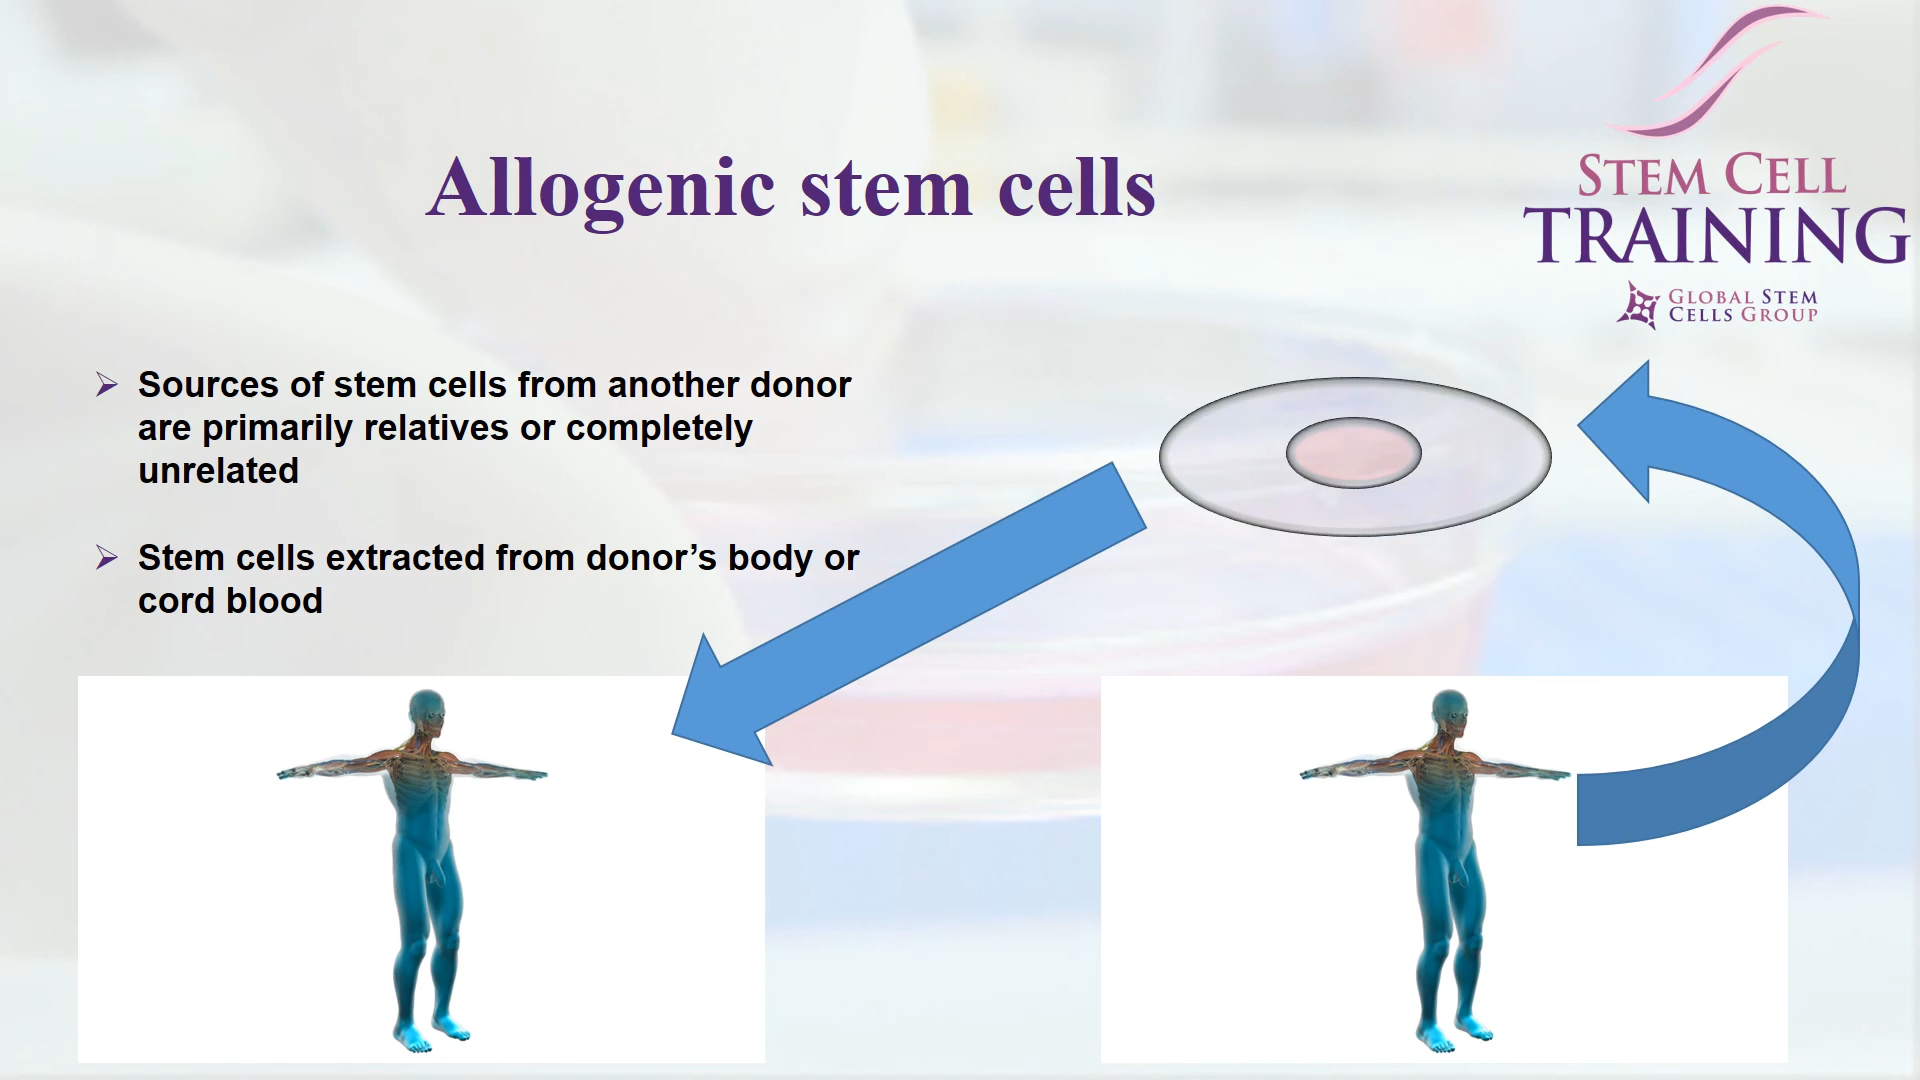 Allogenic stem cells
STEM CELL
TRAINING
GLOBAL STEM
CELLS GROUP
Sources of stem cells from another donor
are primarily relatives or completely
unrelated
Stem cells extracted from donor’s body or
cord blood